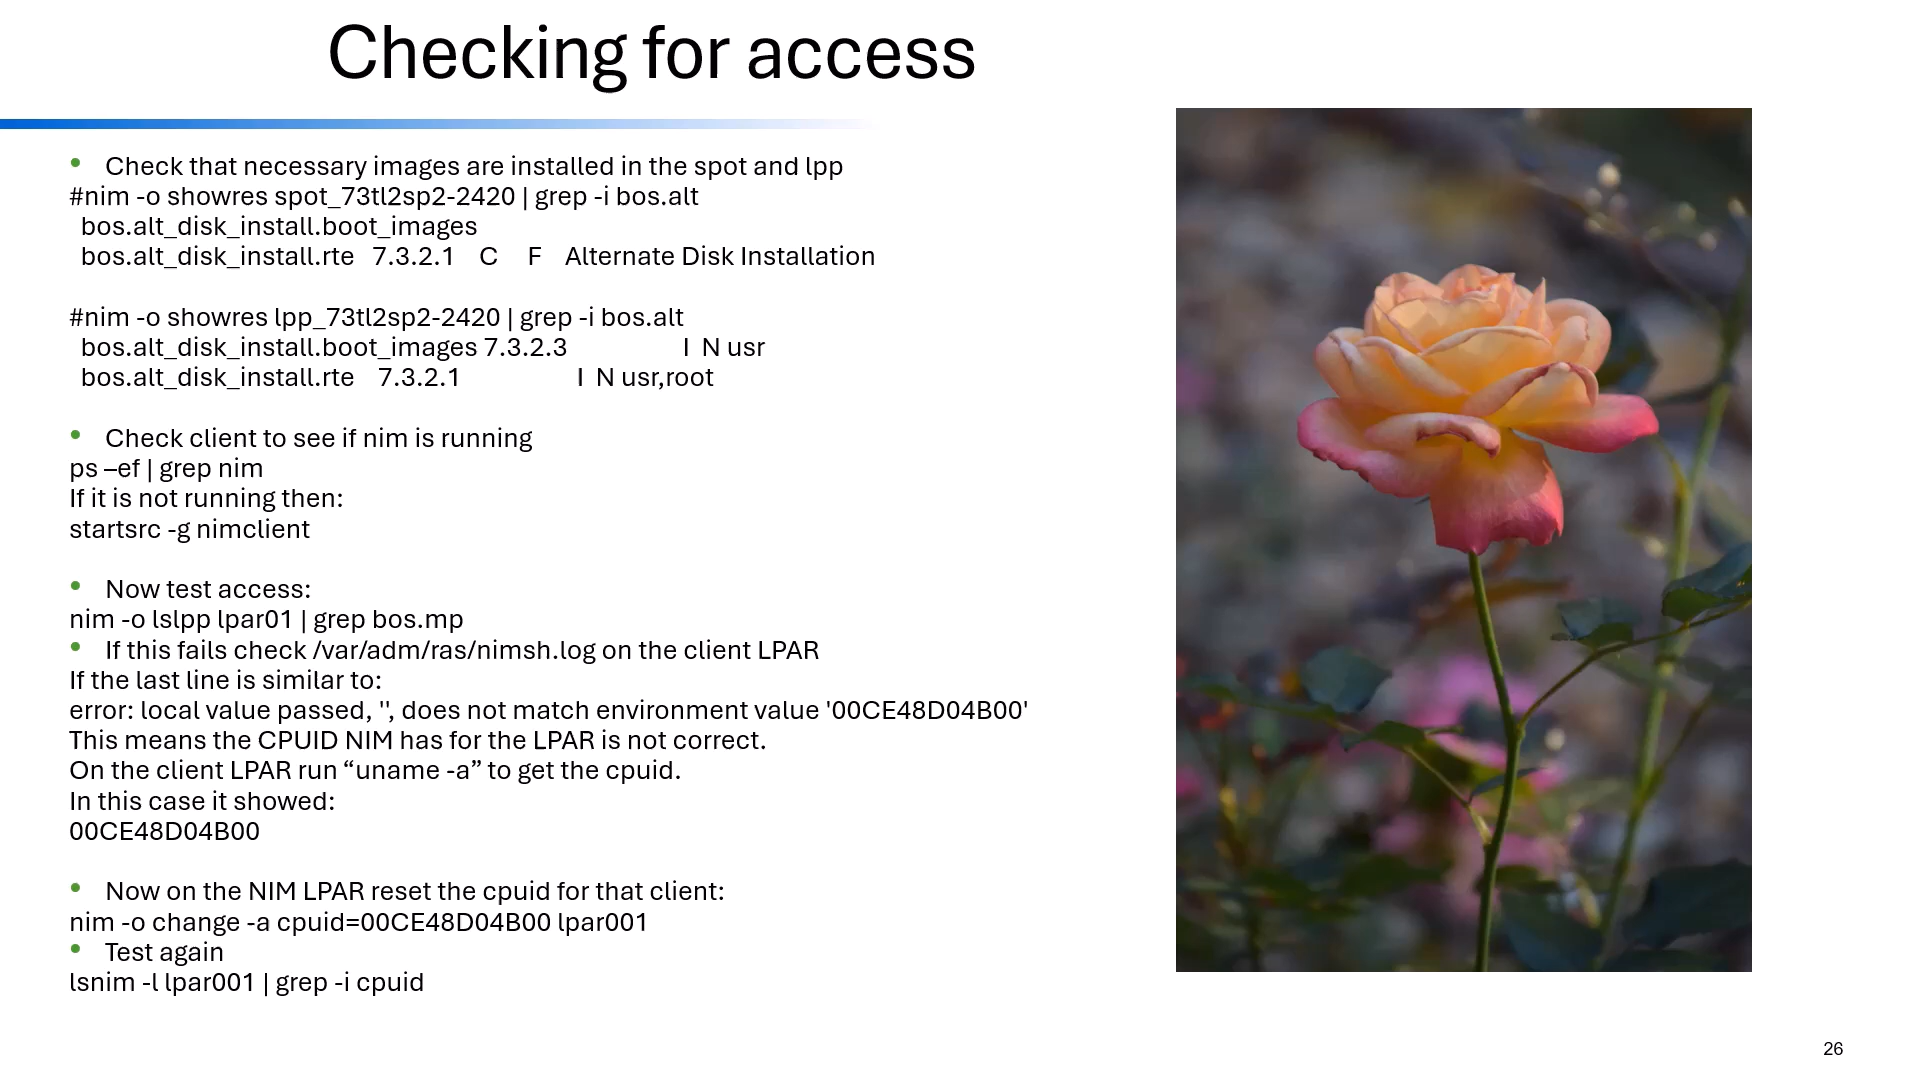 Checking for access
• Check that necessary images are installed in the spot and lpp
#nim -o showres spot_73tl2sp2-2420 | grep -i bos.alt
bos.alt_disk_install.boot_images
bos.alt_disk_install.rte 7.3.2.1 C F Alternate Disk Installation
#nim -o showres lpp_73tl2sp2-2420 | grep -i bos.alt
bos.alt_disk_install.boot_images 7.3.2.3 I N usr
bos.alt_disk_install.rte 7.3.2.1 I N usr,root
• Check client to see if nim is running
ps –ef | grep nim
If it is not running then:
startsrc -g nimclient
• Now test access:
nim -o lslpp lpar01 | grep bos.mp
• If this fails check /var/adm/ras/nimsh.log on the client LPAR
If the last line is similar to:
error: local value passed, '', does not match environment value '00CE48D04B00'
This means the CPUID NIM has for the LPAR is not correct.
On the client LPAR run “uname -a” to get the cpuid.
In this case it showed:
00CE48D04B00
• Now on the NIM LPAR reset the cpuid for that client:
nim -o change -a cpuid=00CE48D04B00 lpar001
• Test again
lsnim -l lpar001 | grep -i cpuid
26